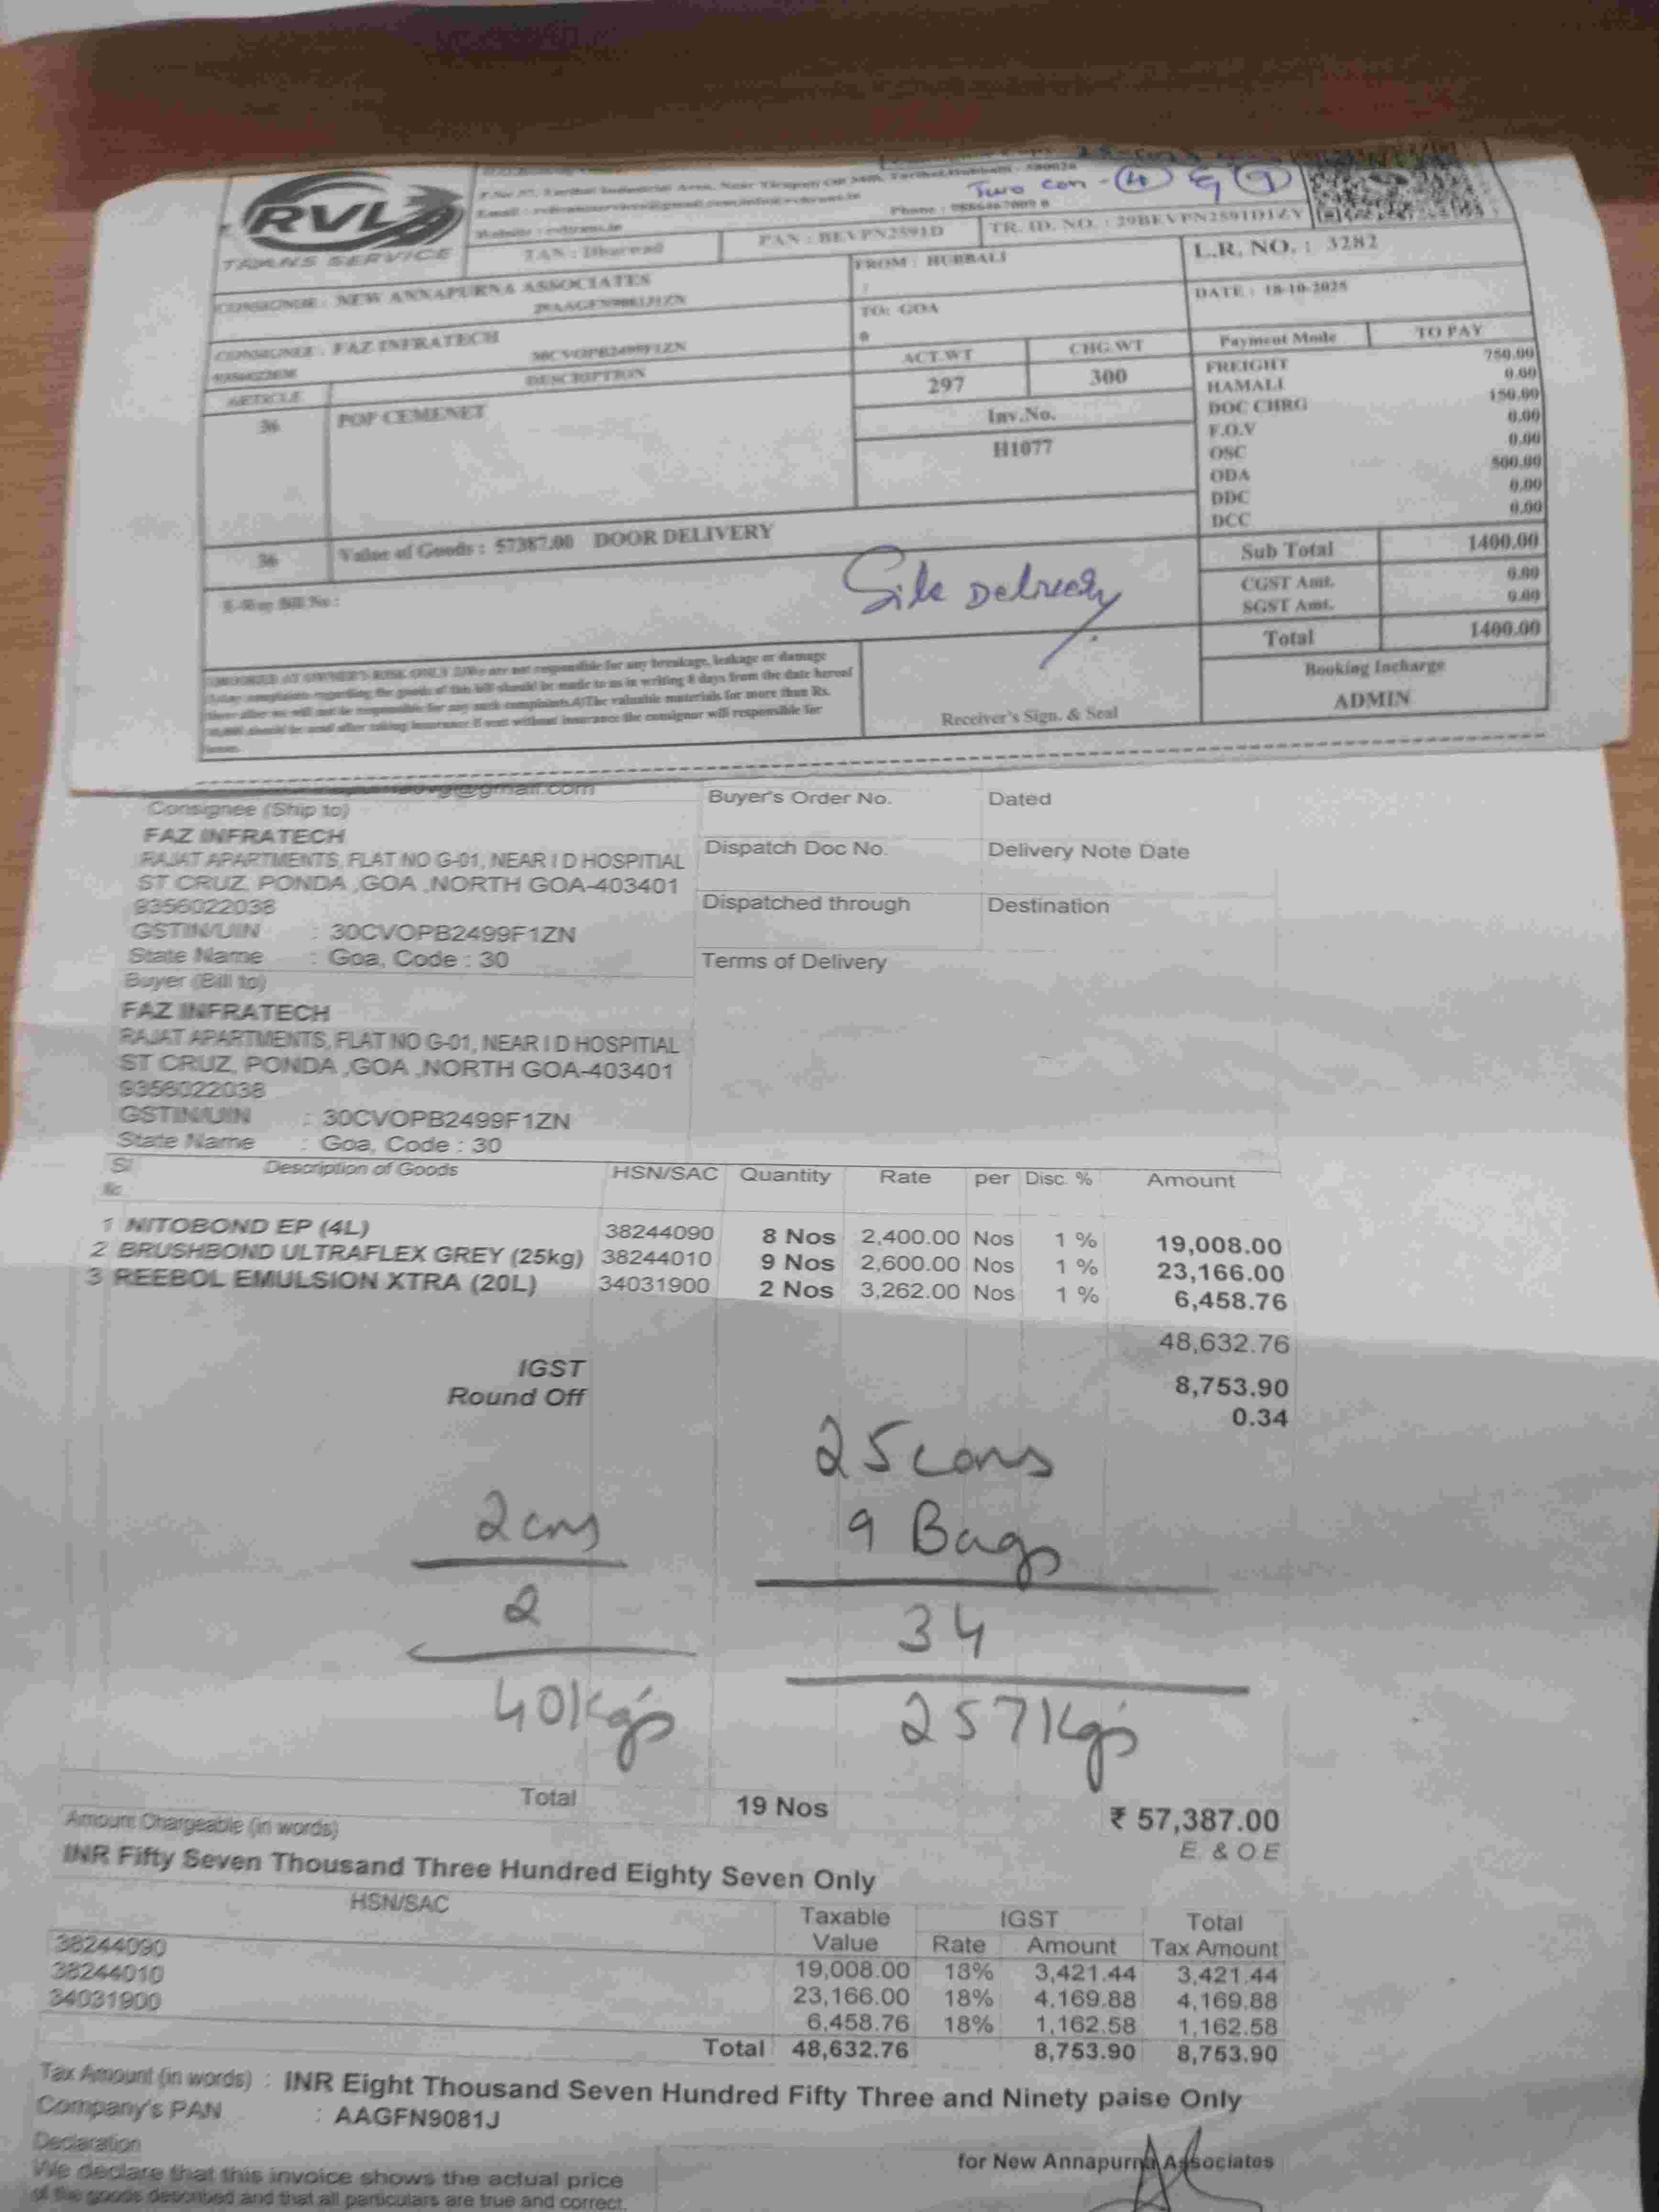 RVL
TRANS SERVICE
Two con - 4 & 9
TAN : Dharwad
PAN : BEVPN2591D
TR. ID. NO. : 29BEVPN2591D1ZY
CONSIGNOR : NEW ANNAPURNA ASSOCIATES
FROM : HUBBALI
L.R. NO. : 3282
CONSIGNEE : FAZ INFRATECH
30CVOPB2499F1ZN
9356022038
TO: GOA
DATE : 18-10-2025
ARTICLE DESCRIPTION ACT.WT CHG.WT Payment Mode TO PAY
36 POP CEMENET 297 300
Inv.No.
H1077
FREIGHT 750.00
HAMALI 0.00
DOC CHRG 150.00
F.O.V 0.00
OSC 0.00
ODA 500.00
DDC 0.00
DCC 0.00
36 Value of Goods : 57387.00 DOOR DELIVERY
Sub Total 1400.00
E-Way Bill No :
CGST Amt. 0.00
SGST Amt. 0.00
Total 1400.00
Site Delivery
Receiver's Sign. & Seal
Booking Incharge
ADMIN
Consignee (Ship to)
FAZ INFRATECH
RAJAT APARTMENTS, FLAT NO G-01, NEAR I D HOSPITIAL
ST CRUZ, PONDA ,GOA ,NORTH GOA-403401
9356022038
GSTIN/UIN : 30CVOPB2499F1ZN
State Name : Goa, Code : 30
Buyer's Order No. Dated
Dispatch Doc No. Delivery Note Date
Dispatched through Destination
Terms of Delivery
Buyer (Bill to)
FAZ INFRATECH
RAJAT APARTMENTS, FLAT NO G-01, NEAR I D HOSPITIAL
ST CRUZ, PONDA ,GOA ,NORTH GOA-403401
9356022038
GSTIN/UIN : 30CVOPB2499F1ZN
State Name : Goa, Code : 30
Sl No. Description of Goods HSN/SAC Quantity Rate per Disc. % Amount
1 NITOBOND EP (4L) 38244090 8 Nos 2,400.00 Nos 1 % 19,008.00
2 BRUSHBOND ULTRAFLEX GREY (25kg) 38244010 9 Nos 2,600.00 Nos 1 % 23,166.00
3 REEBOL EMULSION XTRA (20L) 34031900 2 Nos 3,262.00 Nos 1 % 6,458.76
48,632.76
IGST 8,753.90
Round Off 0.34
25 cans
9 Bags
34
257 Kgs
2 cns
2
40 Kgs
Total 19 Nos ₹ 57,387.00
Amount Chargeable (in words) E. & O.E
INR Fifty Seven Thousand Three Hundred Eighty Seven Only
HSN/SAC Taxable Value IGST Rate Amount Total Tax Amount
38244090 19,008.00 18% 3,421.44 3,421.44
38244010 23,166.00 18% 4,169.88 4,169.88
34031900 6,458.76 18% 1,162.58 1,162.58
Total 48,632.76 8,753.90 8,753.90
Tax Amount (in words) : INR Eight Thousand Seven Hundred Fifty Three and Ninety paise Only
Company's PAN : AAGFN9081J
Declaration
We declare that this invoice shows the actual price
of the goods described and that all particulars are true and correct.
for New Annapurna Associates